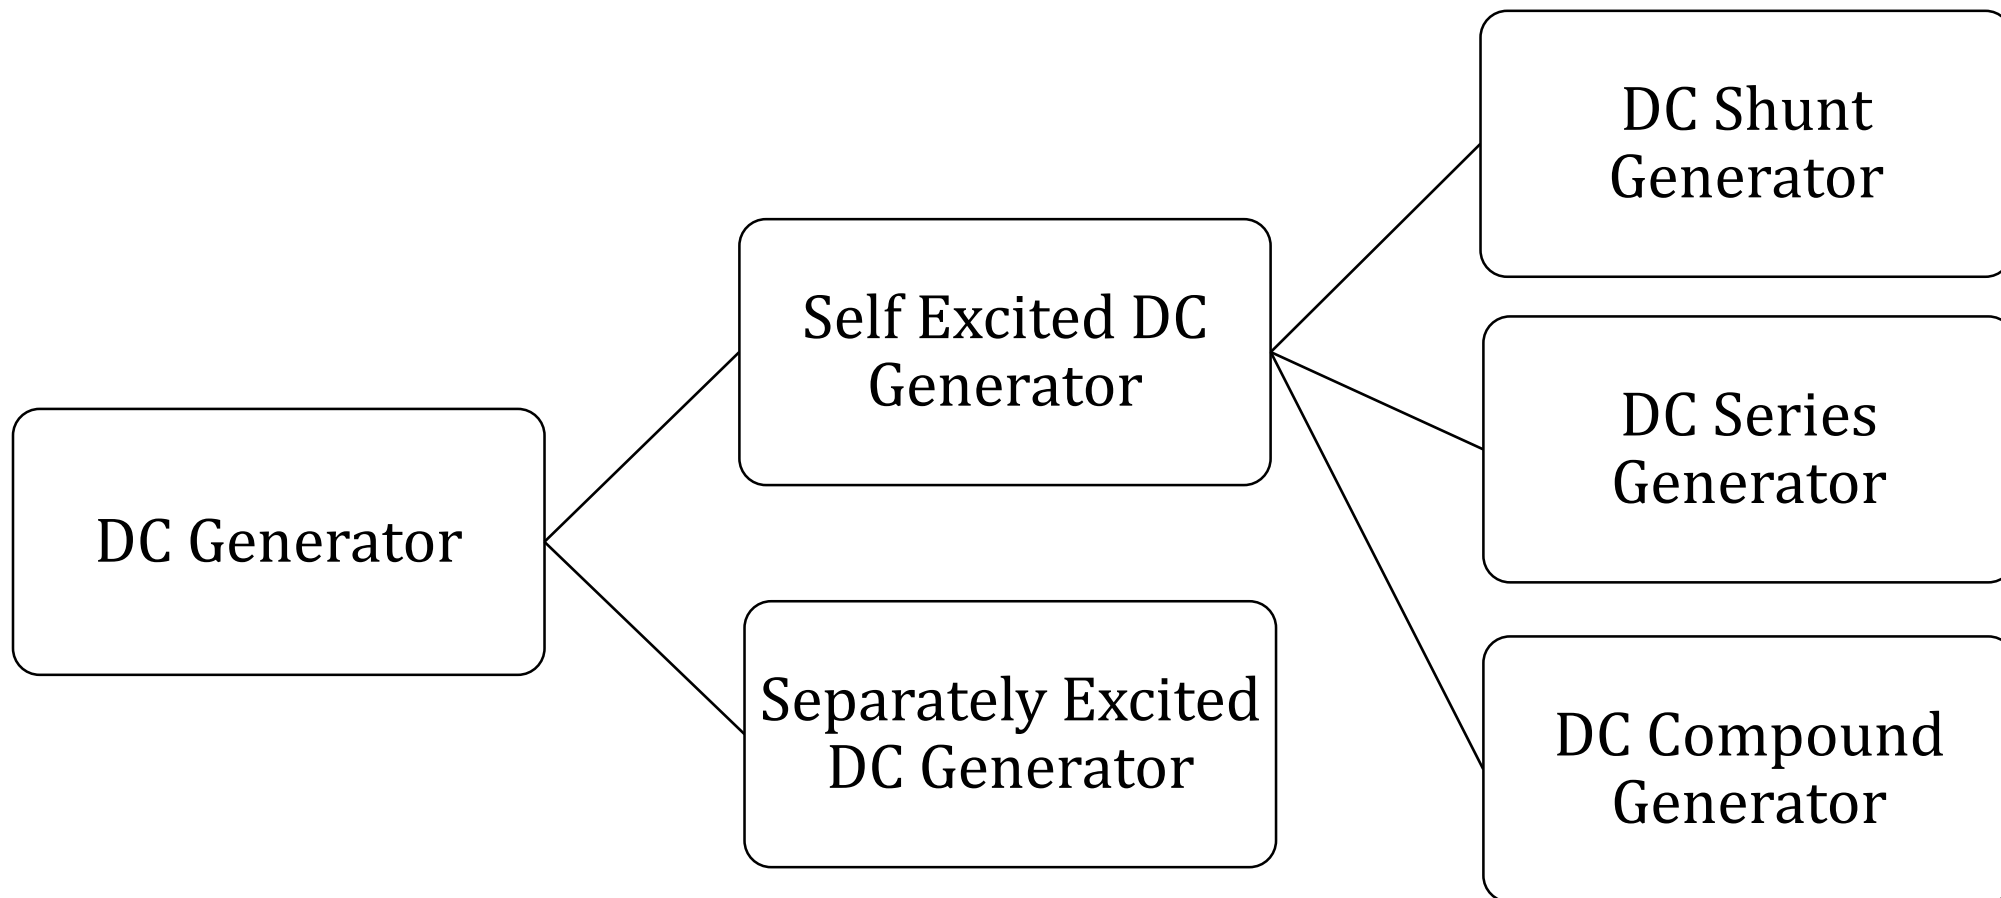 DC Generator
Self Excited DC
Generator
Separately Excited
DC Generator
DC Shunt
Generator
DC Series
Generator
DC Compound
Generator